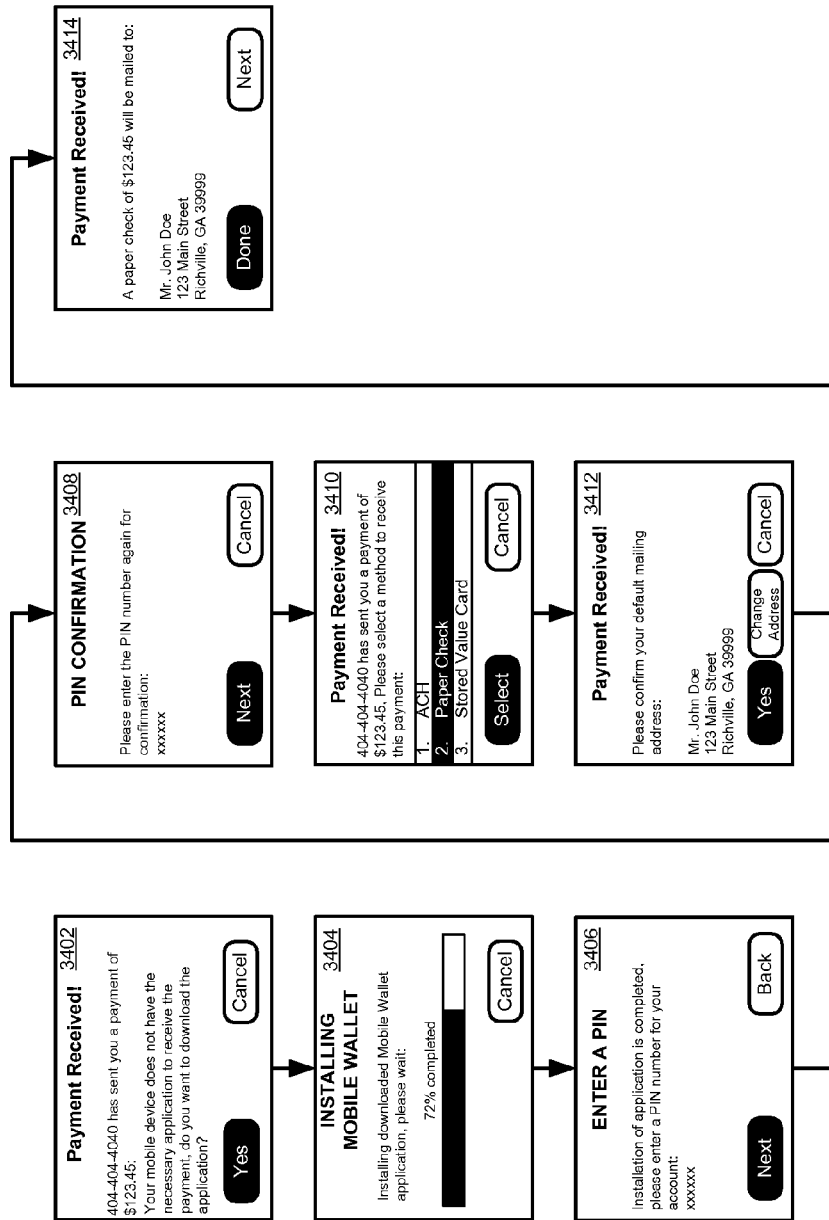 Payment Received! 3402
404-404-4040 has sent you a payment of
$123.45:
Your mobile device does not have the
necessary application to receive the
payment, do you want to download the
application?
Yes
Cancel
INSTALLING
MOBILE WALLET
3404
Installing downloaded Mobile Wallet
application, please wait:
72% completed
Cancel
ENTER A PIN
3406
Installation of application is completed,
please enter a PIN number for your
account:
xxxxxx
Next
Back
PIN CONFIRMATION 3408
Please enter the PIN number again for
confirmation:
xxxxxx
Next
Cancel
Payment Received! 3410
404-404-4040 has sent you a payment of
$123.45, Please select a method to receive
this payment:
1. ACH
2. Paper Check
3. Stored Value Card
Select
Cancel
Payment Received! 3412
Please confirm your default mailing
address:
Mr. John Doe
123 Main Street
Richville, GA 39999
Yes
Change
Address
Cancel
Payment Received! 3414
A paper check of $123.45 will be mailed to:
Mr. John Doe
123 Main Street
Richville, GA 39999
Done
Next